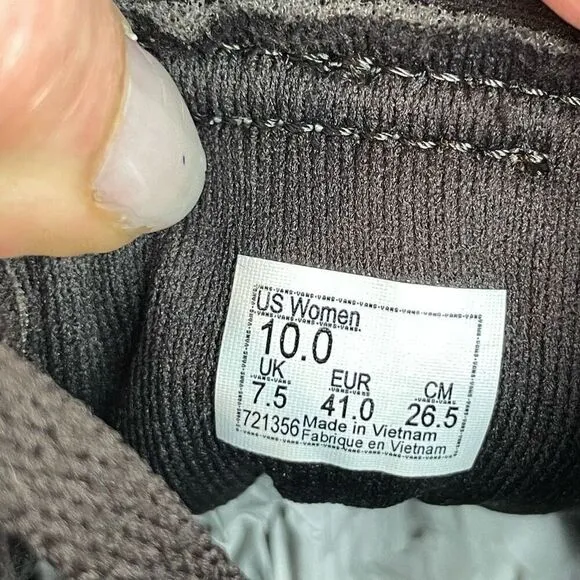 US Women
10.0
UK EUR CM
7.5 41.0 26.5
721356 Made in Vietnam
Fabrique en Vietnam